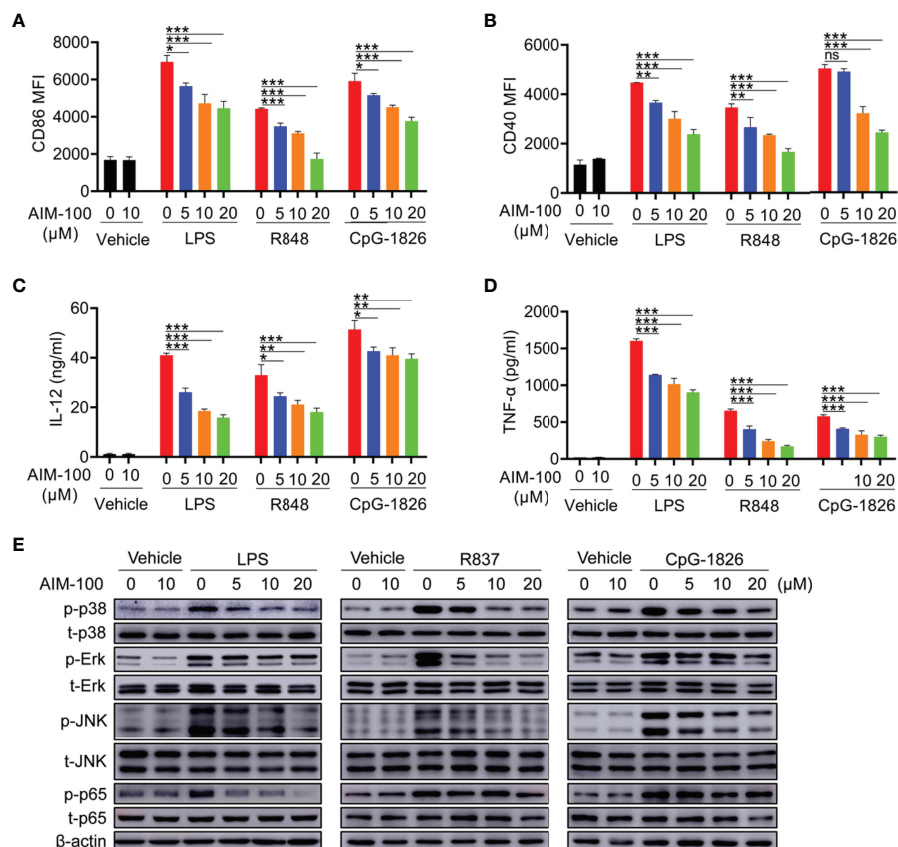 A
CD86 MFI
8000
6000
4000
2000
0
***
***
*
***
***
***
***
***
*
AIM-100 0 10 0 5 10 20 0 5 10 20 0 5 10 20
(μM) Vehicle LPS R848 CpG-1826
B
CD40 MFI
6000
4000
2000
0
***
***
**
***
***
**
***
***
ns
AIM-100 0 10 0 5 10 20 0 5 10 20 0 5 10 20
(μM) Vehicle LPS R848 CpG-1826
C
IL-12 (ng/ml)
60
40
20
0
***
***
***
***
**
*
**
**
*
AIM-100 0 10 0 5 10 20 0 5 10 20 0 5 10 20
(μM) Vehicle LPS R848 CpG-1826
D
TNF-α (pg/ml)
2000
1500
1000
500
0
***
***
***
***
***
***
***
***
***
AIM-100 0 10 0 5 10 20 0 5 10 20 10 20
(μM) Vehicle LPS R848 CpG-1826
E
Vehicle LPS Vehicle R837 Vehicle CpG-1826
AIM-100 0 10 0 5 10 20 0 10 0 5 10 20 0 10 0 5 10 20 (μM)
p-p38
t-p38
p-Erk
t-Erk
p-JNK
t-JNK
p-p65
t-p65
β-actin